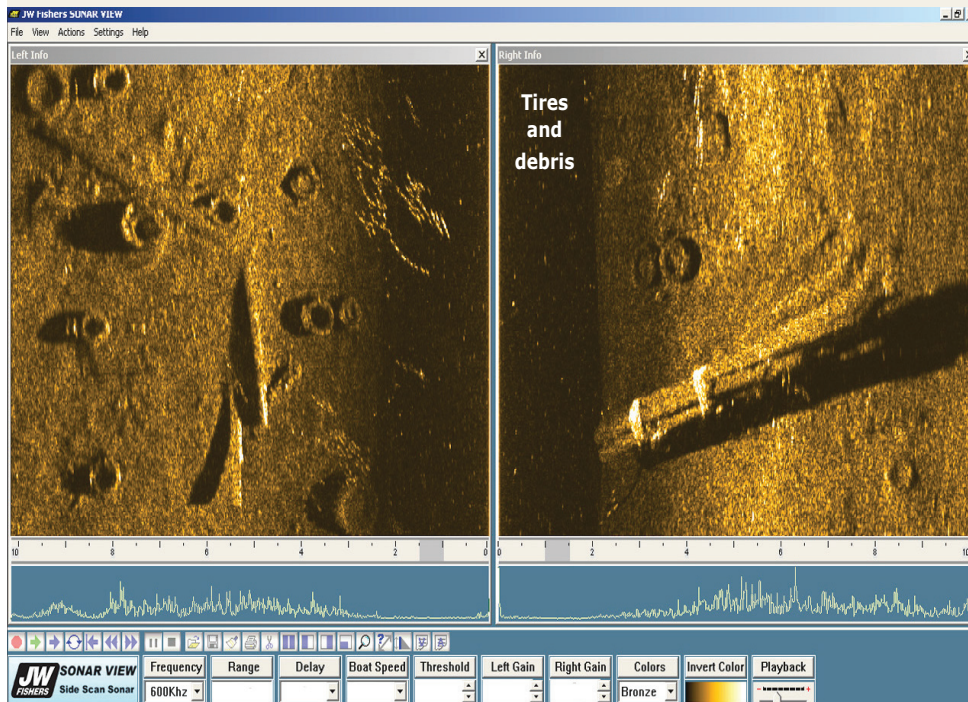 JW Fishers SONAR VIEW
File View Actions Settings Help
Left Info
Right Info
Tires
and
debris
10 8 6 4 2 0
0 2 4 6 8 10
JW FISHERS
SONAR VIEW
Side Scan Sonar
Frequency Range Delay Boat Speed Threshold Left Gain Right Gain Colors Invert Color Playback
600Khz Bronze - +